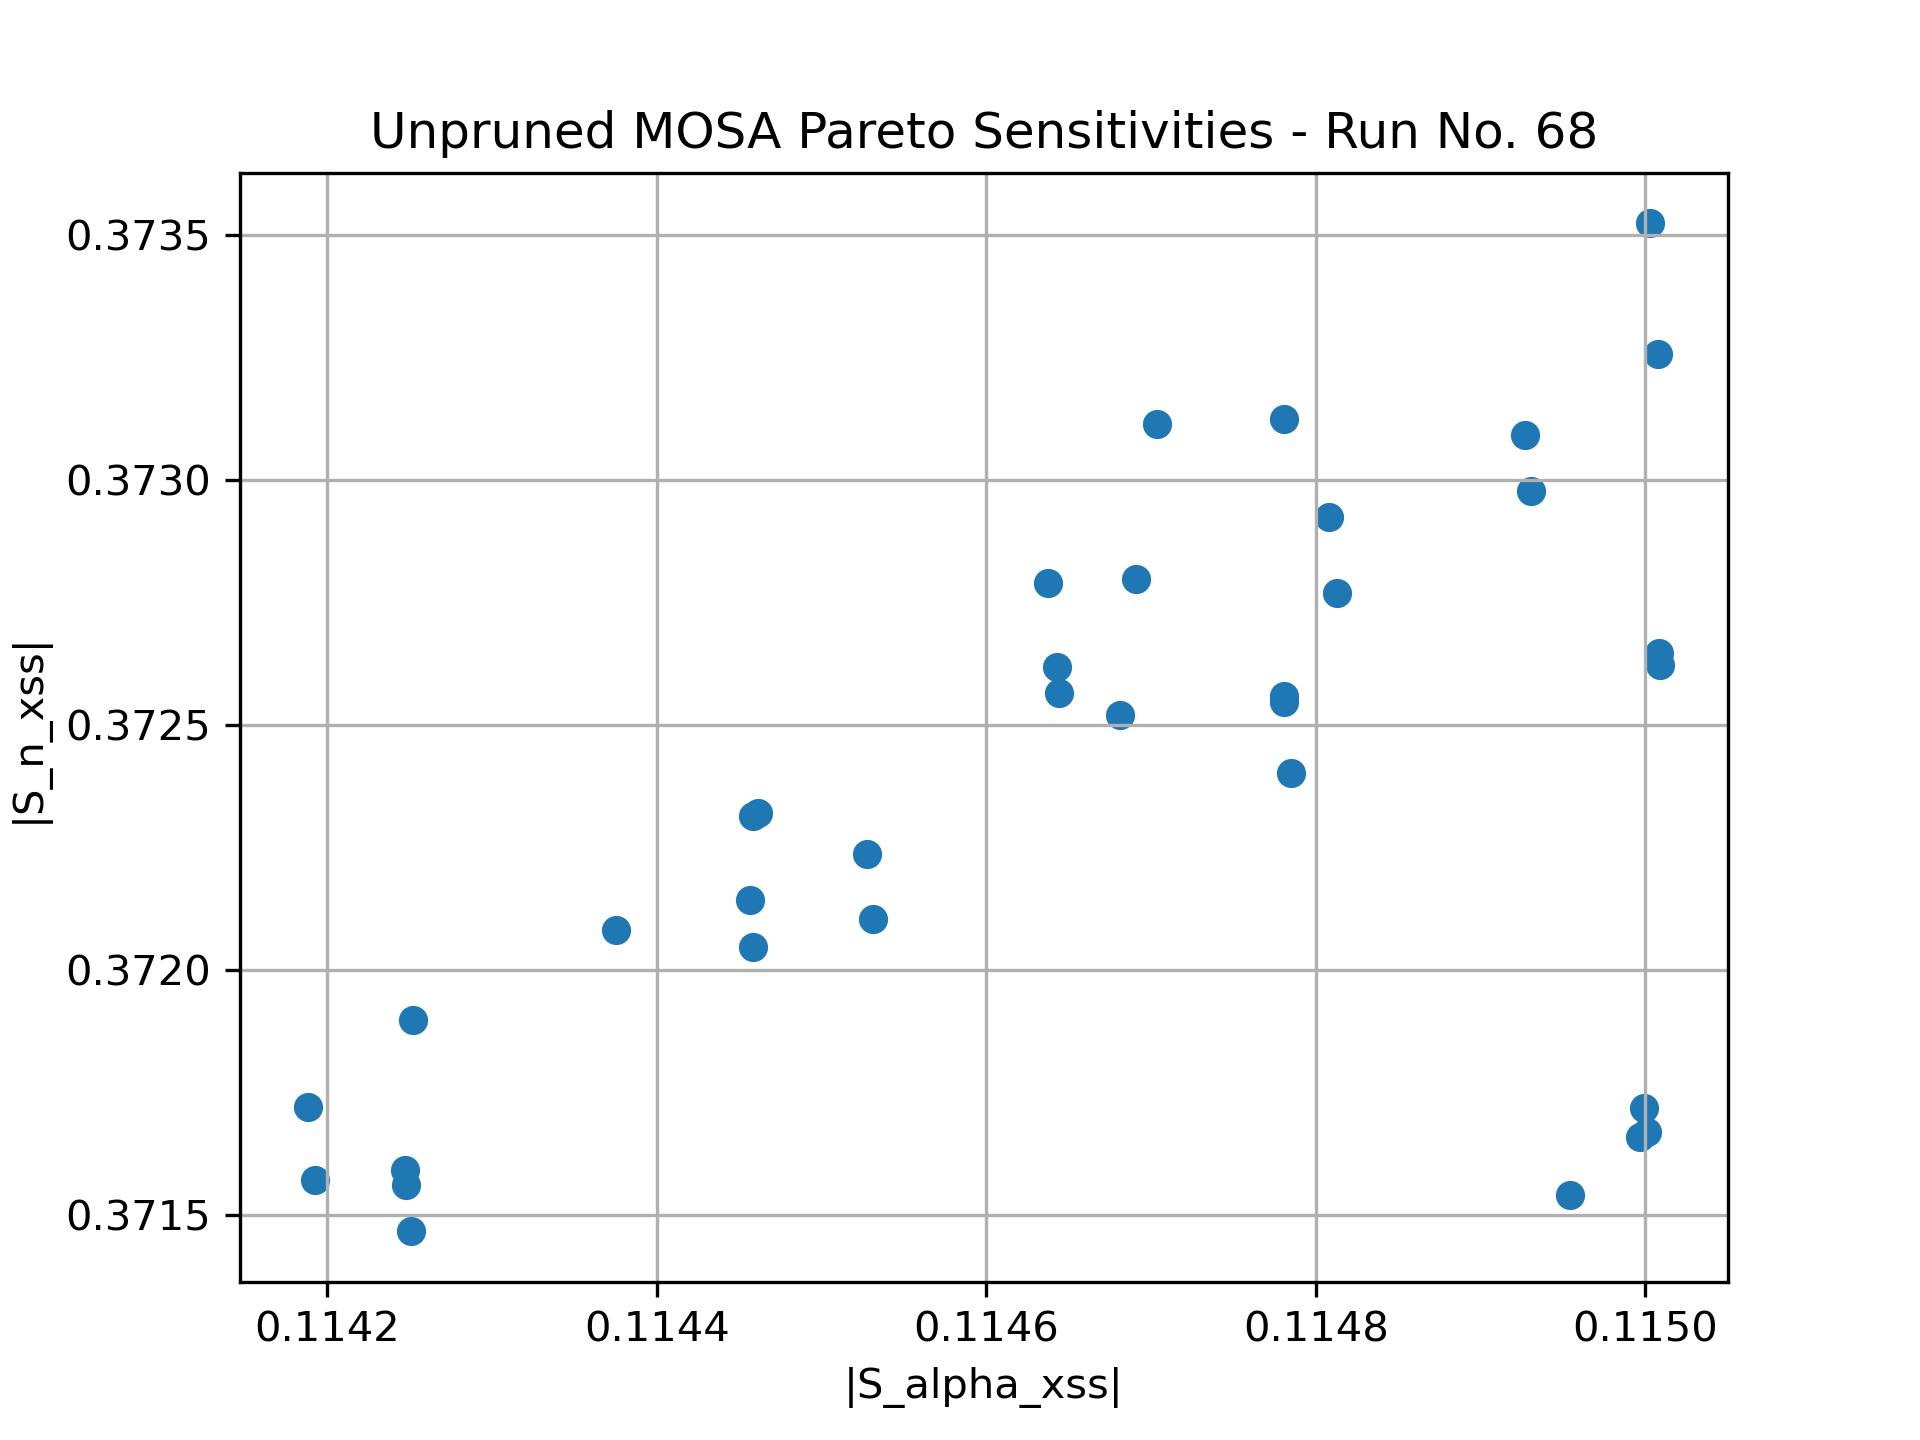 Unpruned MOSA Pareto Sensitivities - Run No. 68
0.3735
0.3730
0.3725
0.3720
0.3715
|S_n_xss|
0.1142 0.1144 0.1146 0.1148 0.1150
|S_alpha_xss|